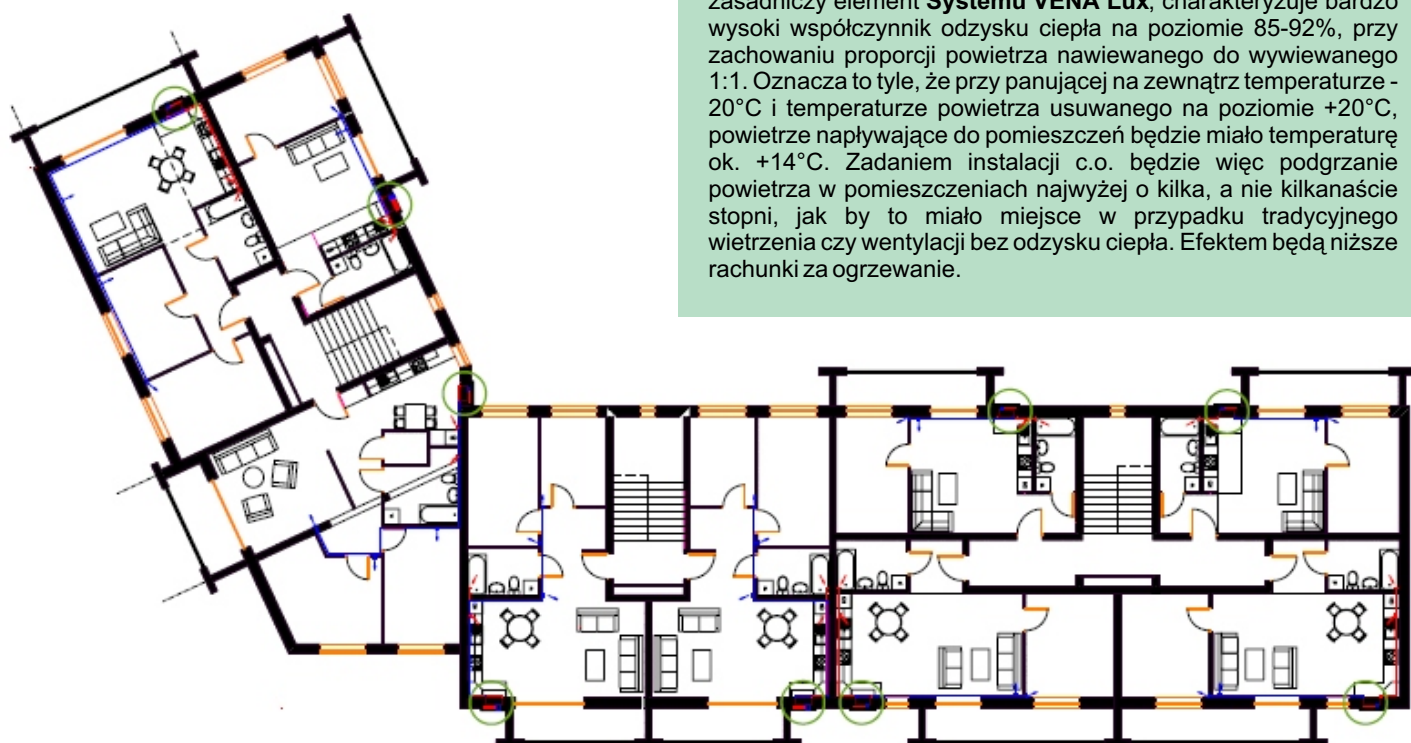 zasadniczy element Systemu VENA Lux, charakteryzuje bardzo
wysoki współczynnik odzysku ciepła na poziomie 85-92%, przy
zachowaniu proporcji powietrza nawiewanego do wywiewanego
1:1. Oznacza to tyle, że przy panującej na zewnątrz temperaturze -
20°C i temperaturze powietrza usuwanego na poziomie +20°C,
powietrze napływające do pomieszczeń będzie miało temperaturę
ok. +14°C. Zadaniem instalacji c.o. będzie więc podgrzanie
powietrza w pomieszczeniach najwyżej o kilka, a nie kilkanaście
stopni, jak by to miało miejsce w przypadku tradycyjnego
wietrzenia czy wentylacji bez odzysku ciepła. Efektem będą niższe
rachunki za ogrzewanie.